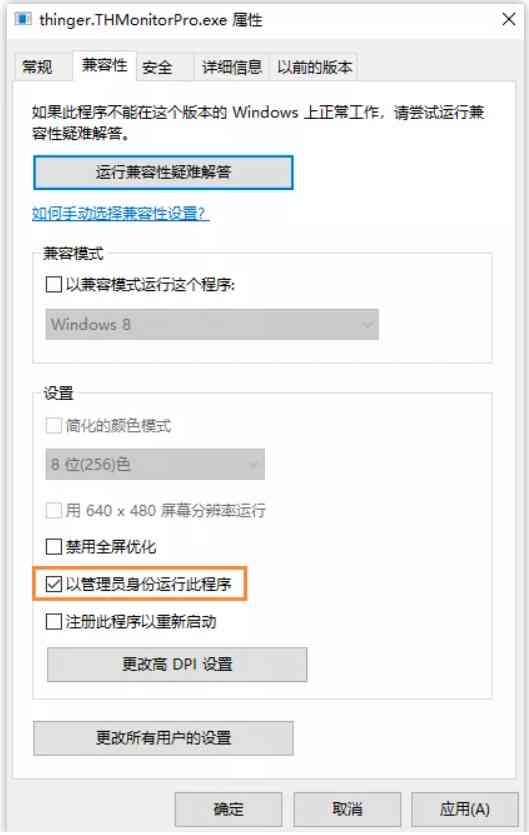 thinger.THMonitorPro.exe 属性
常规
兼容性
安全
详细信息
以前的版本
如果此程序不能在这个版本的 Windows 上正常工作，请尝试运行兼
容性疑难解答。
运行兼容性疑难解答
如何手动选择兼容性设置?
兼容模式
以兼容模式运行这个程序:
Windows 8
设置
简化的颜色模式
8 位(256)色
用 640 x 480 屏幕分辨率运行
禁用全屏优化
以管理员身份运行此程序
注册此程序以重新启动
更改高 DPI 设置
更改所有用户的设置
确定
取消
应用(A)